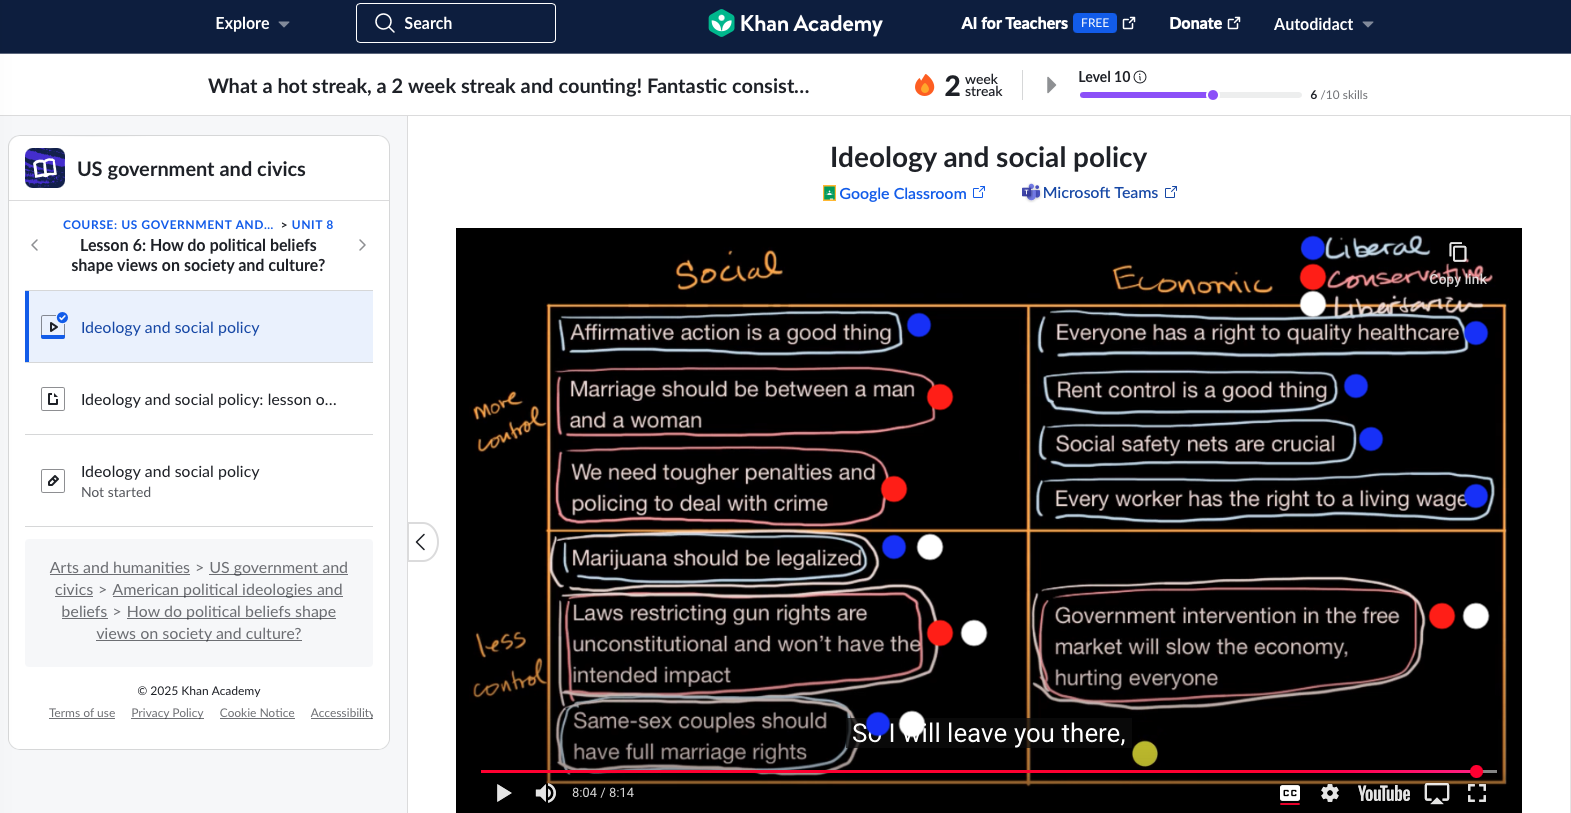 Explore
Search
Khan Academy
AI for Teachers FREE
Donate
Autodidact
What a hot streak, a 2 week streak and counting! Fantastic consist...
2 week streak
Level 10
6 /10 skills
US government and civics
COURSE: US GOVERNMENT AND... > UNIT 8
Lesson 6: How do political beliefs
shape views on society and culture?
Ideology and social policy
Ideology and social policy: lesson o...
Ideology and social policy
Not started
Arts and humanities > US government and
civics > American political ideologies and
beliefs > How do political beliefs shape
views on society and culture?
© 2025 Khan Academy
Terms of use Privacy Policy Cookie Notice Accessibility
Ideology and social policy
Google Classroom
Microsoft Teams
Liberal
Conservative
Libertarian
Copy link
Social
Economic
more
control
Affirmative action is a good thing
Marriage should be between a man
and a woman
We need tougher penalties and
policing to deal with crime
Everyone has a right to quality healthcare
Rent control is a good thing
Social safety nets are crucial
Every worker has the right to a living wage
less
control
Marijuana should be legalized
Laws restricting gun rights are
unconstitutional and won't have the
intended impact
Same-sex couples should
have full marriage rights
Government intervention in the free
market will slow the economy,
hurting everyone
So I will leave you there,
8:04 / 8:14
CC
YouTube